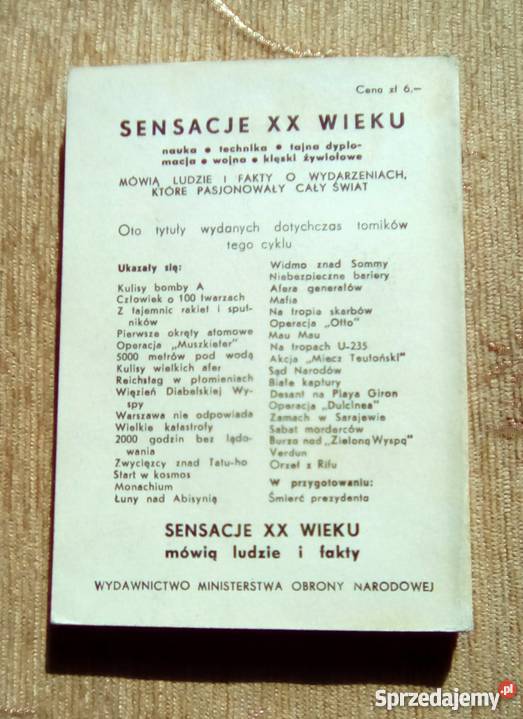 Cena zł 6,—
SENSACJE XX WIEKU
nauka • technika • tajna dyplo-
macja • wojna • klęski żywiołowe
MÓWIĄ LUDZIE I FAKTY O WYDARZENIACH,
KTÓRE PASJONOWAŁY CAŁY ŚWIAT
Oto tytuły wydanych dotychczas tomików
tego cyklu
Ukazały się:
Kulisy bomby A
Człowiek o 100 twarzach
Z tajemnic rakiet i sput-
ników
Pierwsze okręty atomowe
Operacja „Muszkieter"
5000 metrów pod wodą
Kulisy wielkich afer
Reichstag w płomieniach
Więzień Diabelskiej Wy-
spy
Warszawa nie odpowiada
Wielkie katastrofy
2000 godzin bez lądo-
wania
Zwycięzcy znad Tatu-ho
Start w kosmos
Monachium
Łuny nad Abisynią
Widmo znad Sommy
Niebezpieczne bariery
Afera generałów
Mafia
Na tropie skarbów
Operacja „Otto"
Mau Mau
Na tropach U-235
Akcja „Miecz Teutoński"
Sąd Narodów
Białe kaptury
Desant na Playa Giron
Operacja „Dulcinea"
Zamach w Sarajewie
Sabat morderców
Burza nad „Zieloną Wyspą"
Verdun
Orzeł z Rifu
W przygotowaniu:
Śmierć prezydenta
SENSACJE XX WIEKU
mówią ludzie i fakty
WYDAWNICTWO MINISTERSTWA OBRONY NARODOWEJ
Sprzedajemy.pl